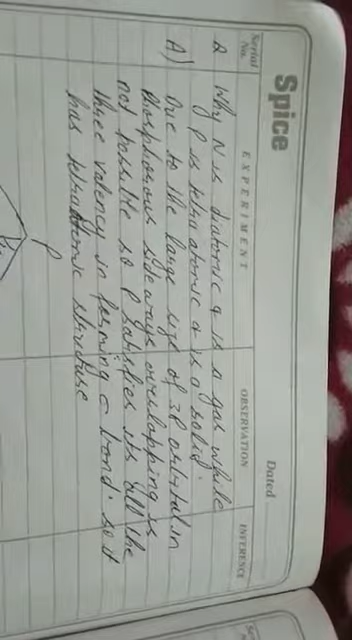 Spice
Dated
Serial No.
EXPERIMENT
OBSERVATION
INFERENCE
2 Why N is diatomic & is a gas while
P is tetra atomic & is a solid.
A) Due to the large size of 3P orbital in
Phosphorous sideways overlapping is
not possible so P satisfies its all the
three valency in forming bond. so it
has tetra atomic structure
P